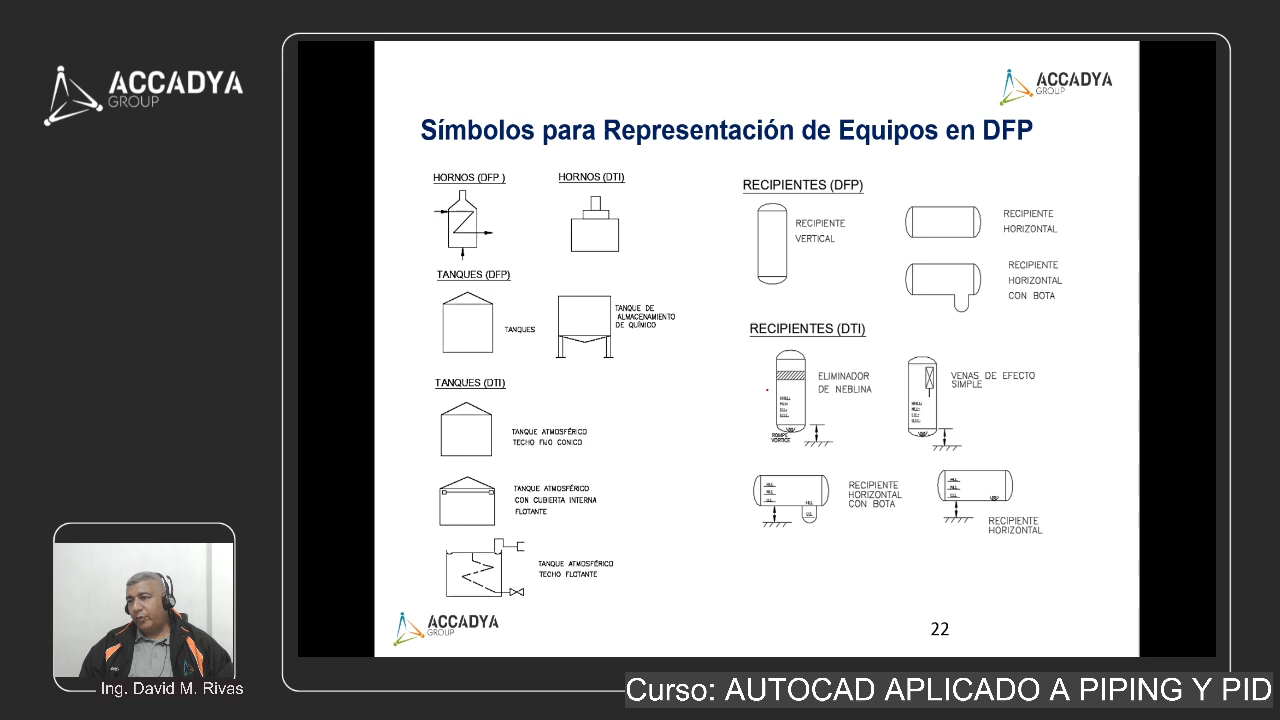 ACCADYA
GROUP
ACCADYA
GROUP
Símbolos para Representación de Equipos en DFP
HORNOS (DFP )
HORNOS (DTI)
TANQUES (DFP)
TANQUES
TANQUE DE
ALMACENAMIENTO
DE QUÍMICO
TANQUES (DTI)
TANQUE ATMOSFÉRICO
TECHO FIJO CONICO
TANQUE ATMOSFÉRICO
CON CUBIERTA INTERNA
FLOTANTE
TANQUE ATMOSFÉRICO
TECHO FLOTANTE
RECIPIENTES (DFP)
RECIPIENTE
VERTICAL
RECIPIENTE
HORIZONTAL
RECIPIENTE
HORIZONTAL
CON BOTA
RECIPIENTES (DTI)
ELIMINADOR
DE NEBLINA
ROMPE
VÓRTICE
VENAS DE EFECTO
SIMPLE
RECIPIENTE
HORIZONTAL
CON BOTA
RECIPIENTE
HORIZONTAL
ACCADYA
GROUP
22
Ing. David M. Rivas
Curso: AUTOCAD APLICADO A PIPING Y PID